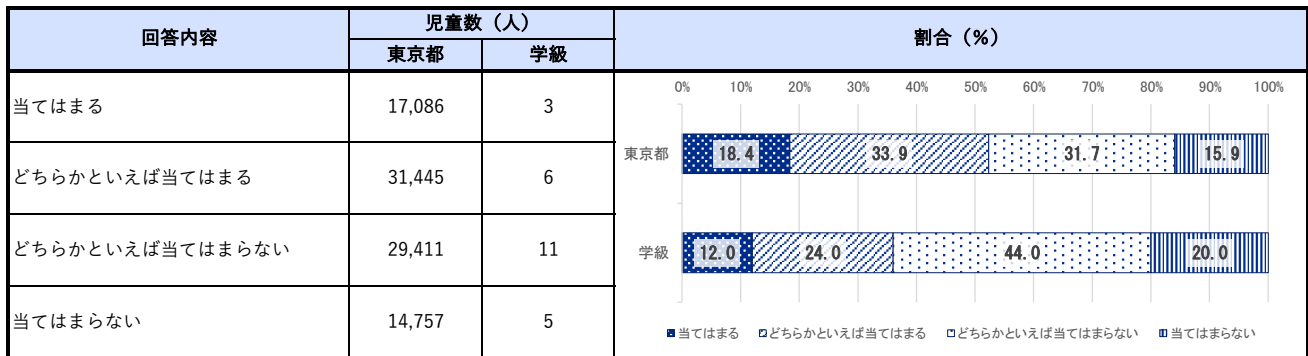 回答内容
児童数（人）
東京都
学級
割合（%）
当てはまる
17,086
3
どちらかといえば当てはまる
31,445
6
どちらかといえば当てはまらない
29,411
11
当てはまらない
14,757
5
0% 10% 20% 30% 40% 50% 60% 70% 80% 90% 100%
東京都 18.4 33.9 31.7 15.9
学級 12.0 24.0 44.0 20.0
当てはまる どちらかといえば当てはまる どちらかといえば当てはまらない 当てはまらない